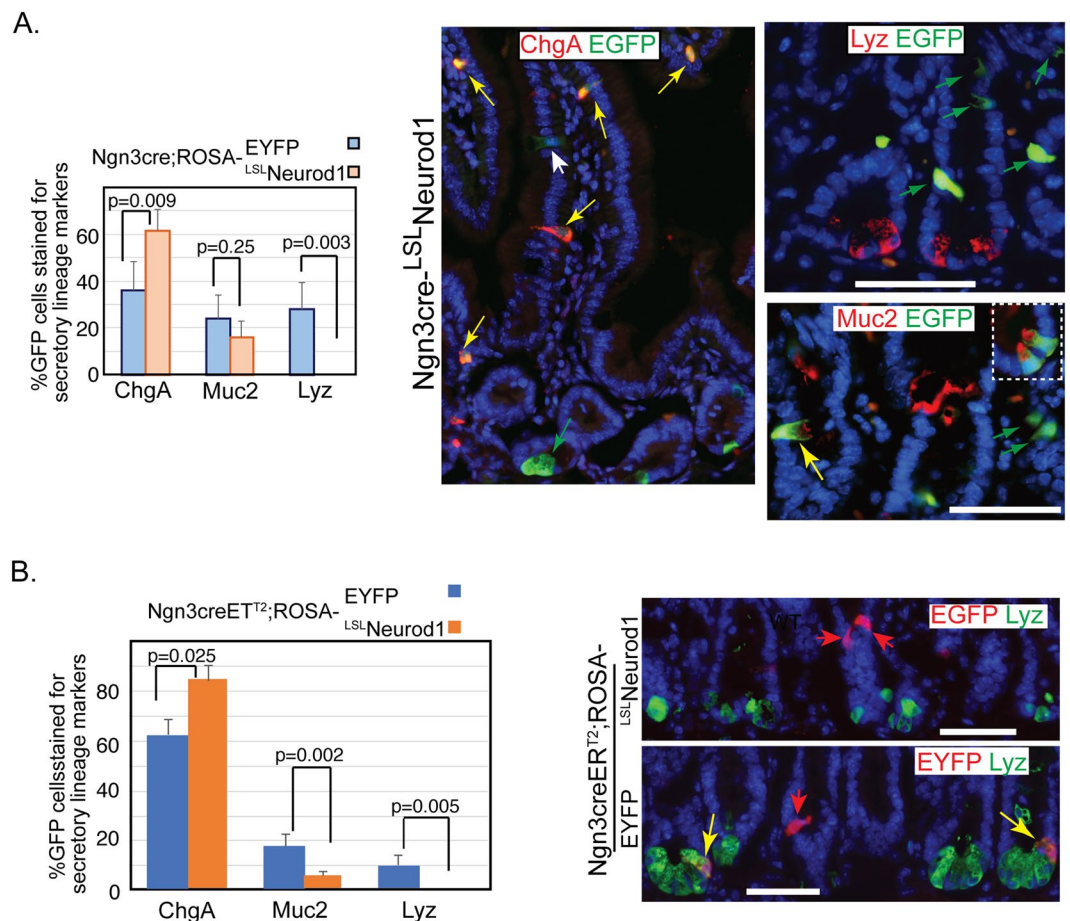 A.
Ngn3cre;ROSA-EYFP
LSLNeurod1
%GFP cells stained for
secretory lineage markers
60
40
20
0
p=0.009
p=0.25
p=0.003
ChgA Muc2 Lyz
Ngn3cre-LSLNeurod1
ChgA EGFP
Lyz EGFP
Muc2 EGFP
B.
Ngn3creETT2;ROSA-EYFP
LSLNeurod1
%GFP cellsstained for
secretory lineage markers
80
60
40
20
0
p=0.025
p=0.002
p=0.005
ChgA Muc2 Lyz
Ngn3creERT2;ROSA-
LSLNeurod1
EYFP
WT
EGFP Lyz
EYFP Lyz